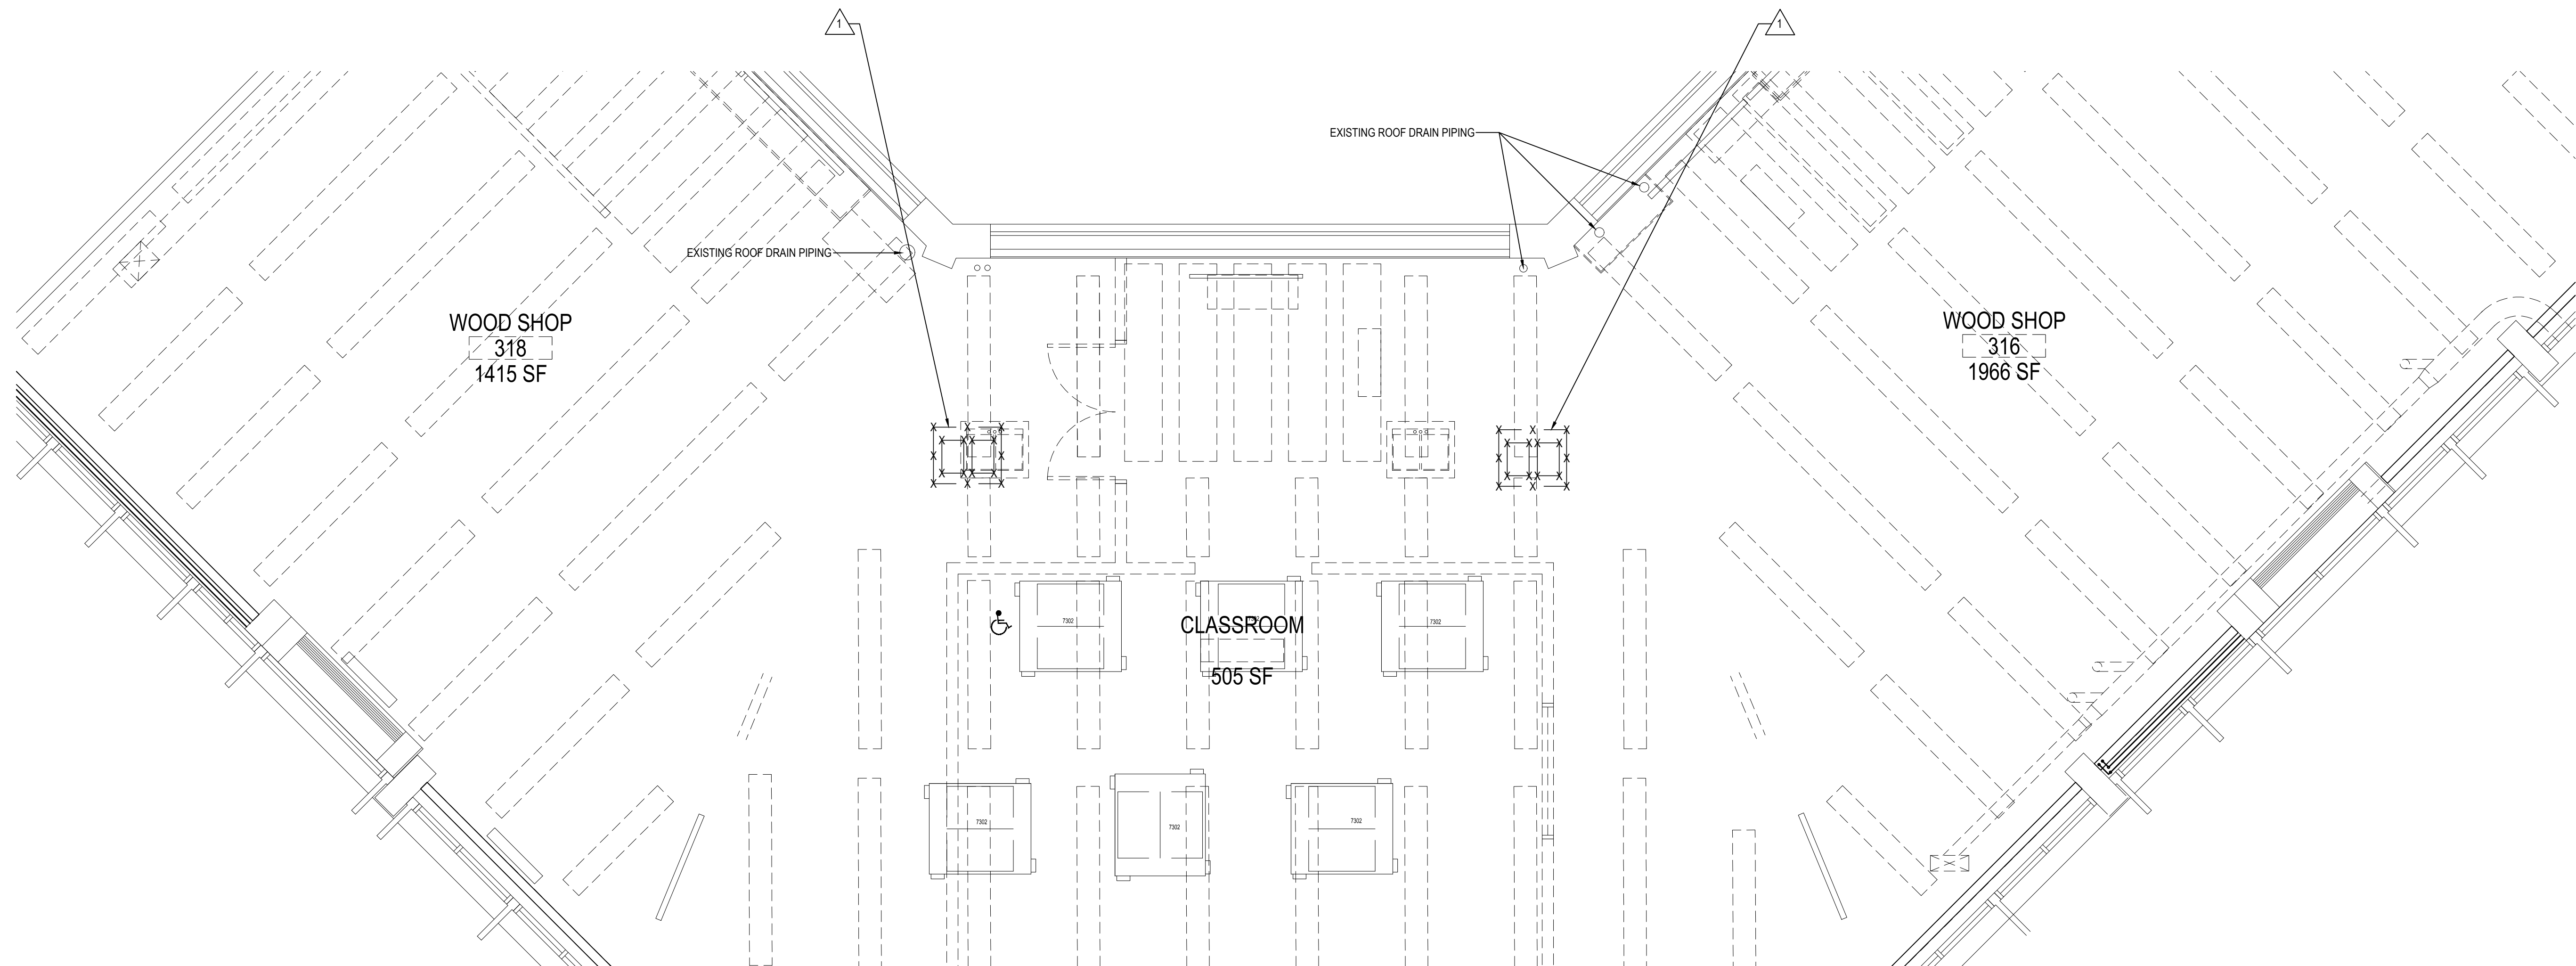 1
1
EXISTING ROOF DRAIN PIPING
EXISTING ROOF DRAIN PIPING
WOOD SHOP
318
1415 SF
WOOD SHOP
316
1966 SF
7302
CLASSROOM
505 SF
7302
7302
7302
7302